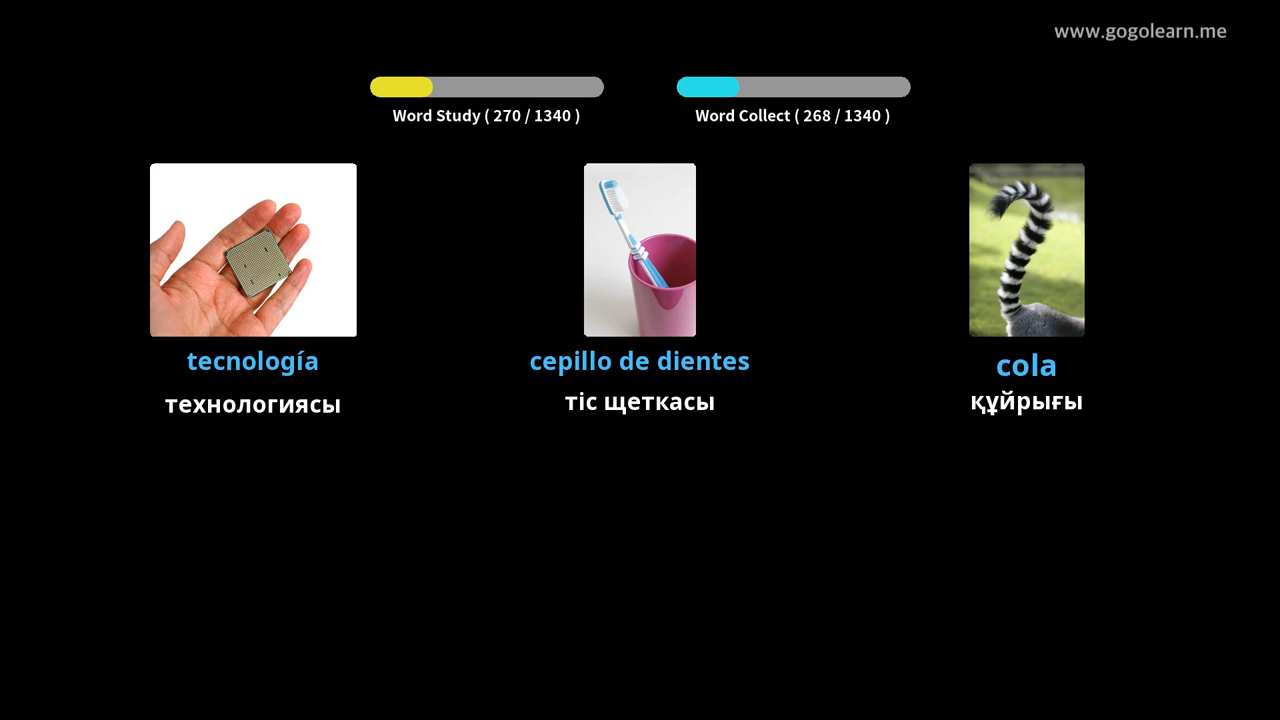 www.gogolearn.me
Word Study ( 270 / 1340 )
Word Collect ( 268 / 1340 )
tecnología
cepillo de dientes
cola
технологиясы
тіс щеткасы
құйрығы